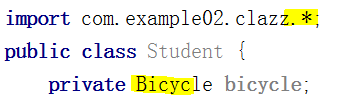 import com.example02.clazz.*;
public class Student {
private Bicycle bicycle;